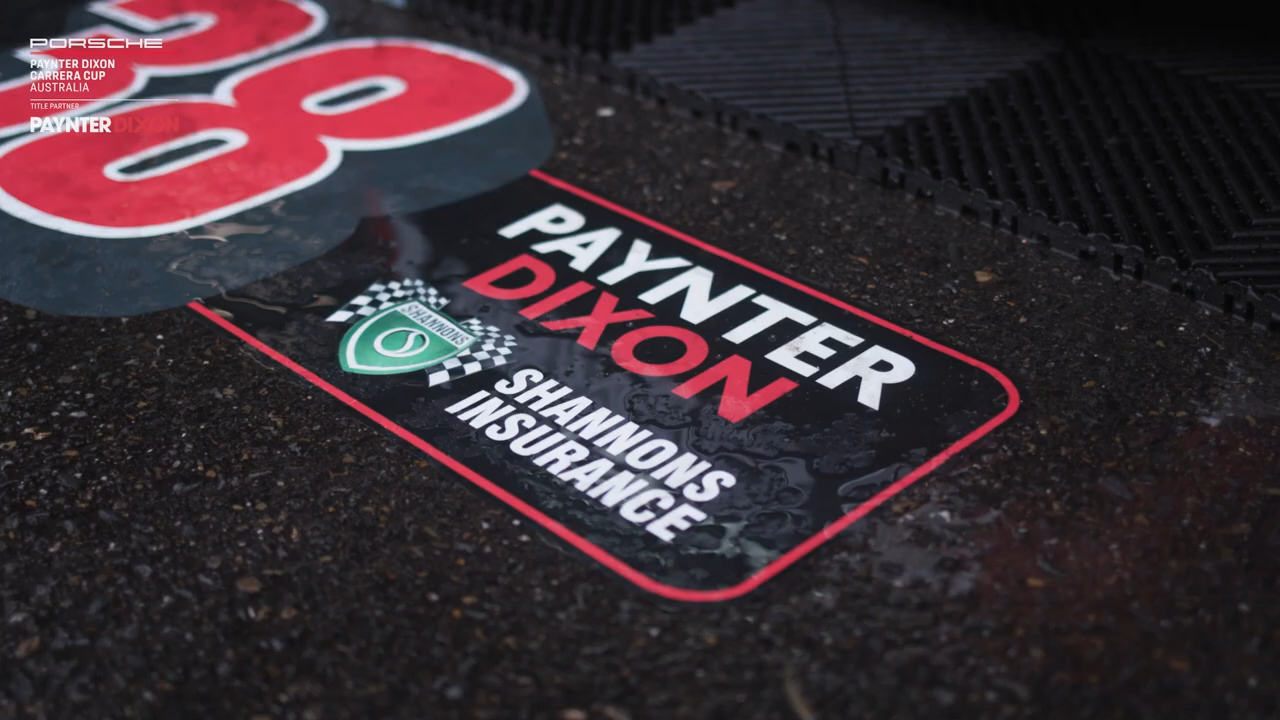 PORSCHE
PAYNTER DIXON
CARRERA CUP
AUSTRALIA
TITLE PARTNER
PAYNTER DIXON
PAYNTER
DIXON
SHANNONS
SHANNONS
INSURANCE